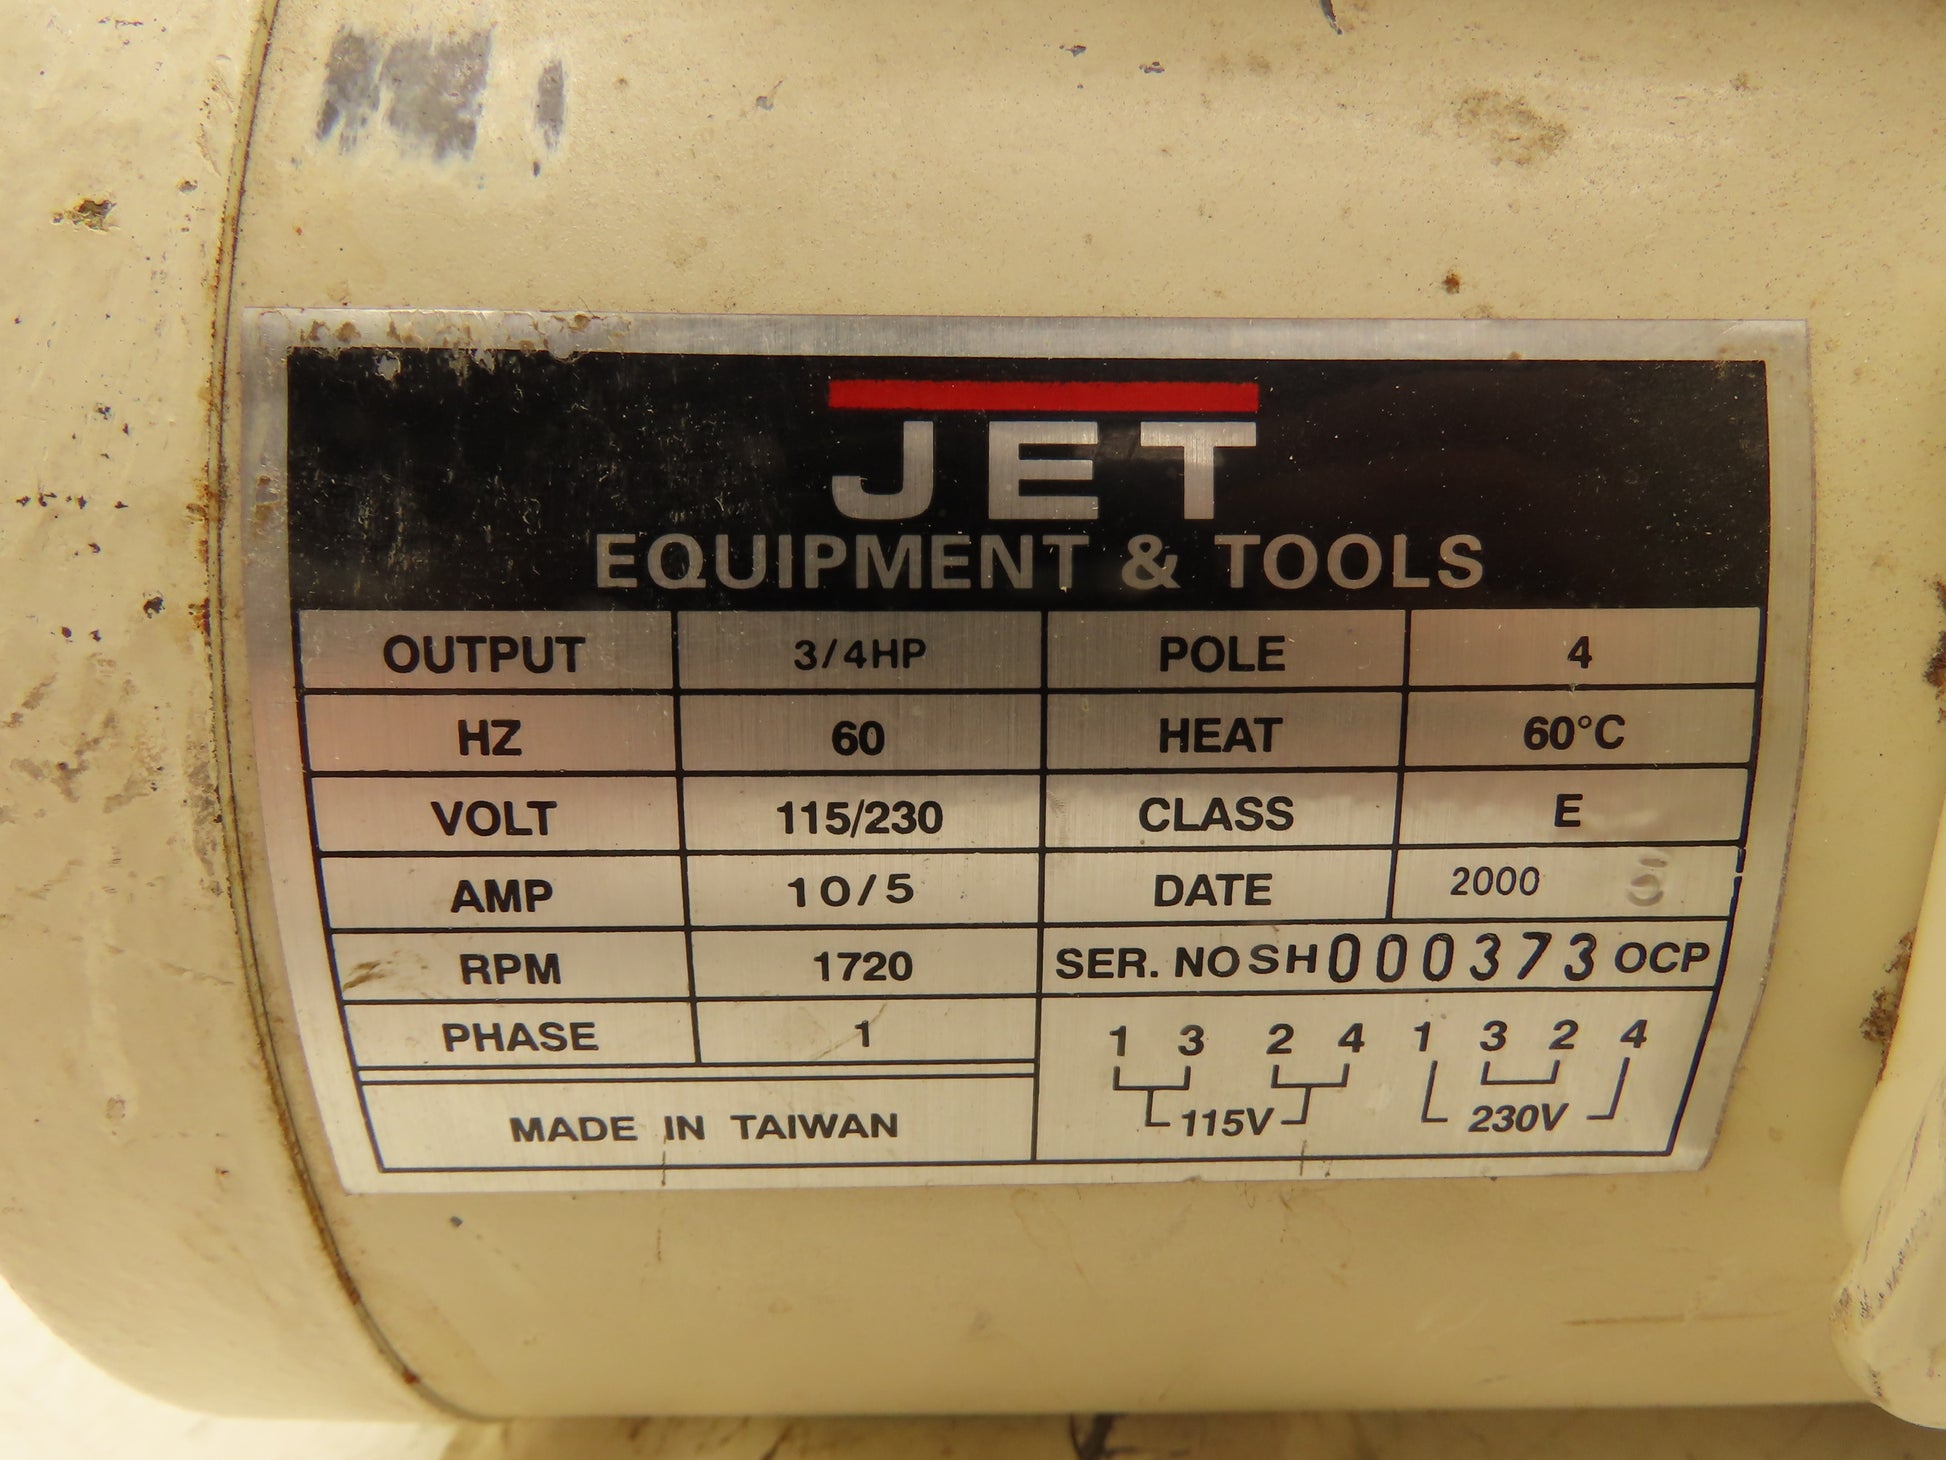 JET
EQUIPMENT & TOOLS
OUTPUT 3/4HP POLE 4
HZ 60 HEAT 60°C
VOLT 115/230 CLASS E
AMP 10/5 DATE 2000
RPM 1720 SER. NO SH000373 OCP
PHASE 1
1 3 2 4 1 3 2 4
115V 230V
MADE IN TAIWAN